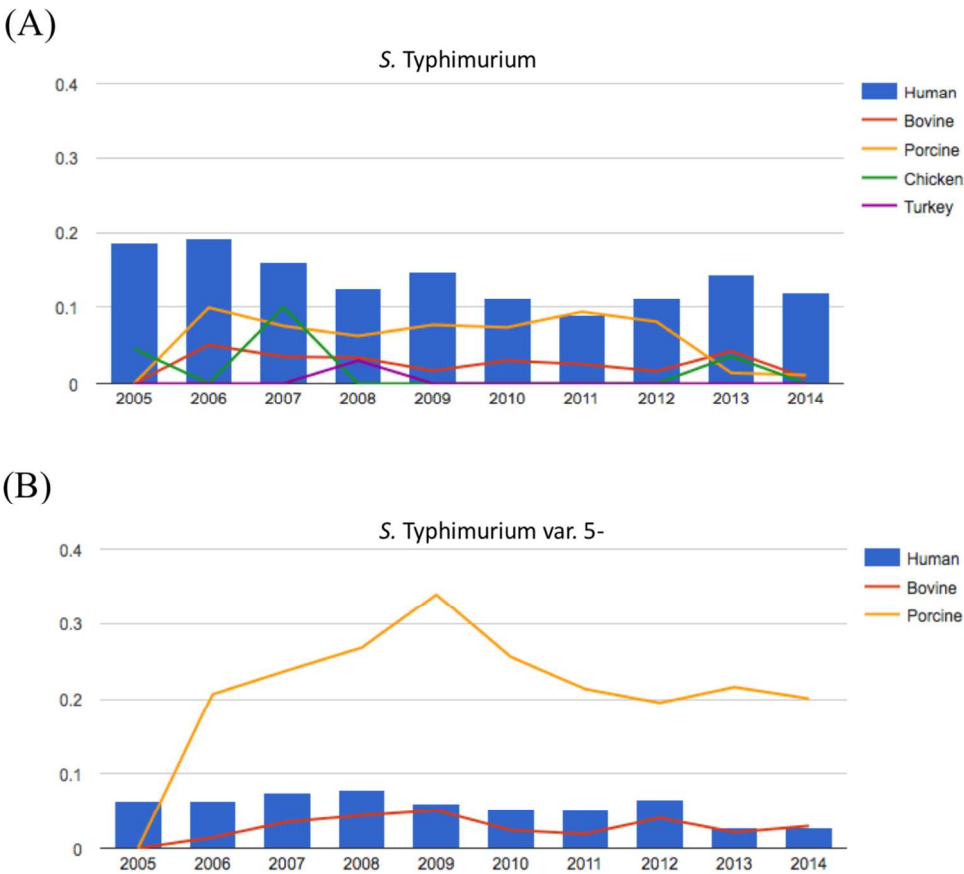 (A)
S. Typhimurium
0.4
0.3
0.2
0.1
0
2005 2006 2007 2008 2009 2010 2011 2012 2013 2014
Human
Bovine
Porcine
Chicken
Turkey
(B)
S. Typhimurium var. 5-
0.4
0.3
0.2
0.1
0
2005 2006 2007 2008 2009 2010 2011 2012 2013 2014
Human
Bovine
Porcine